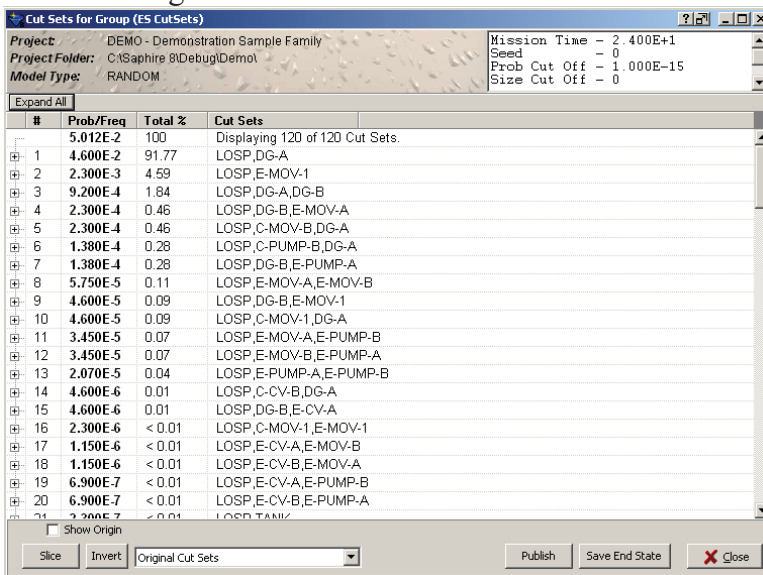 Cut Sets for Group (ES CutSets)
Project: DEMO - Demonstration Sample Family
Project Folder: C:\Saphire 8\Debug\Demo\
Model Type: RANDOM
Mission Time - 2.400E+1
Seed - 0
Prob Cut Off - 1.000E-15
Size Cut Off - 0
Expand All
# Prob/Freq Total % Cut Sets
5.012E-2 100 Displaying 120 of 120 Cut Sets.
1 4.600E-2 91.77 LOSP,DG-A
2 2.300E-3 4.59 LOSP,E-MOV-1
3 9.200E-4 1.84 LOSP,DG-A,DG-B
4 2.300E-4 0.46 LOSP,DG-B,E-MOV-A
5 2.300E-4 0.46 LOSP,C-MOV-B,DG-A
6 1.380E-4 0.28 LOSP,C-PUMP-B,DG-A
7 1.380E-4 0.28 LOSP,DG-B,E-PUMP-A
8 5.750E-5 0.11 LOSP,E-MOV-A,E-MOV-B
9 4.600E-5 0.09 LOSP,DG-B,E-MOV-1
10 4.600E-5 0.09 LOSP,C-MOV-1,DG-A
11 3.450E-5 0.07 LOSP,E-MOV-A,E-PUMP-B
12 3.450E-5 0.07 LOSP,E-MOV-B,E-PUMP-A
13 2.070E-5 0.04 LOSP,E-PUMP-A,E-PUMP-B
14 4.600E-6 0.01 LOSP,C-CV-B,DG-A
15 4.600E-6 0.01 LOSP,DG-B,E-CV-A
16 2.300E-6 < 0.01 LOSP,C-MOV-1,E-MOV-1
17 1.150E-6 < 0.01 LOSP,E-CV-A,E-MOV-B
18 1.150E-6 < 0.01 LOSP,E-CV-B,E-MOV-A
19 6.900E-7 < 0.01 LOSP,E-CV-A,E-PUMP-B
20 6.900E-7 < 0.01 LOSP,E-CV-B,E-PUMP-A
21 2.300E-7 < 0.01 LOSP,TANK
Show Origin
Slice Invert Original Cut Sets Publish Save End State Close